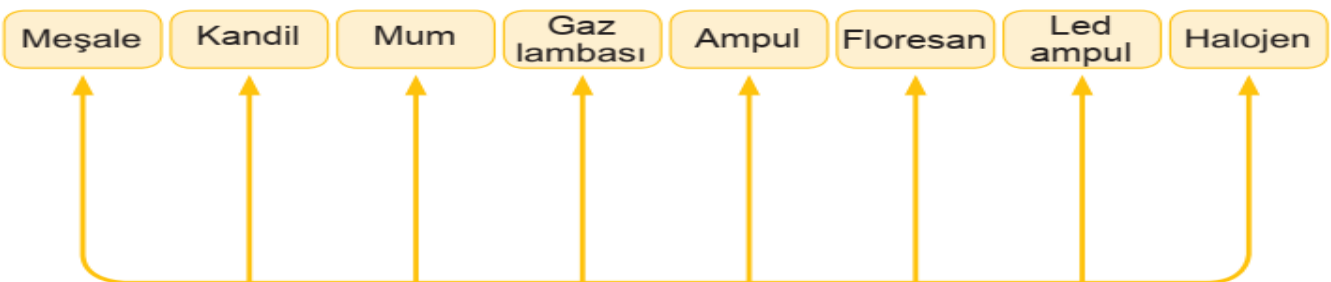 Meşale
Kandil
Mum
Gaz
lambası
Ampul
Floresan
Led
ampul
Halojen